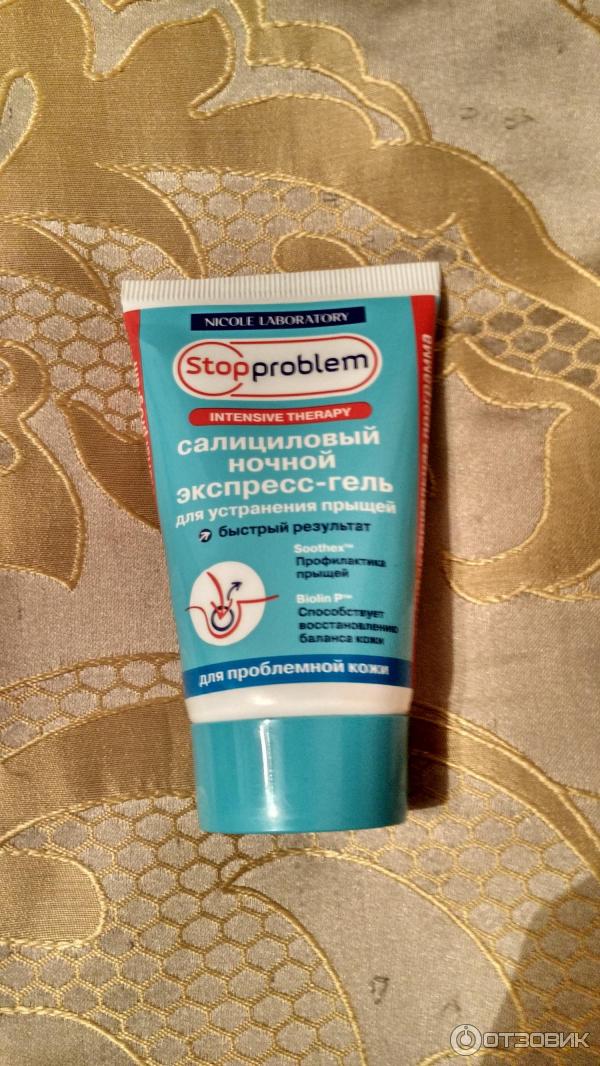 NICOLE LABORATORY
Stopproblem
INTENSIVE THERAPY
салициловый
ночной
экспресс-гель
для устранения прыщей
быстрый результат
Soothex™
Профилактика
прыщей
Biolin P™
Способствует
восстановлению
баланса кожи
для проблемной кожи
программа
ОТЗОВИК